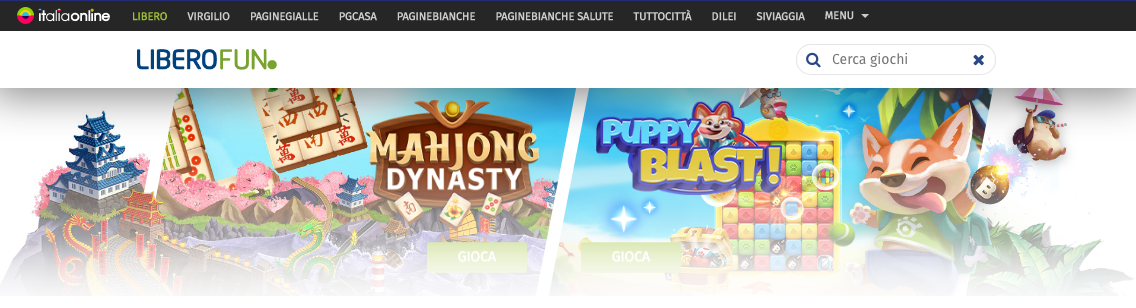 italiaonline LIBERO VIRGILIO PAGINEGIALLE PGCASA PAGINEBIANCHE PAGINEBIANCHE SALUTE TUTTOCITTÀ DILEI SIVIAGGIA MENU
LIBEROFUN.
Cerca giochi
MAHJONG
DYNASTY
GIOCA
PUPPY
BLAST!
GIOCA
B